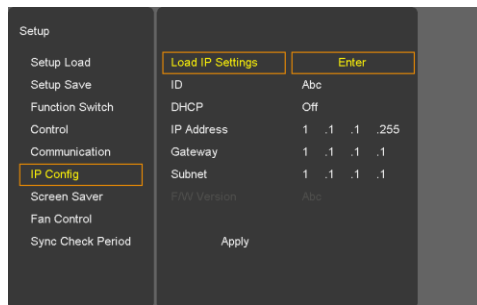 Setup
Setup Load
Setup Save
Function Switch
Control
Communication
IP Config
Screen Saver
Fan Control
Sync Check Period
Load IP Settings Enter
ID Abc
DHCP Off
IP Address 1 .1 .1 .255
Gateway 1 .1 .1 .1
Subnet 1 .1 .1 .1
F/W Version Abc
Apply